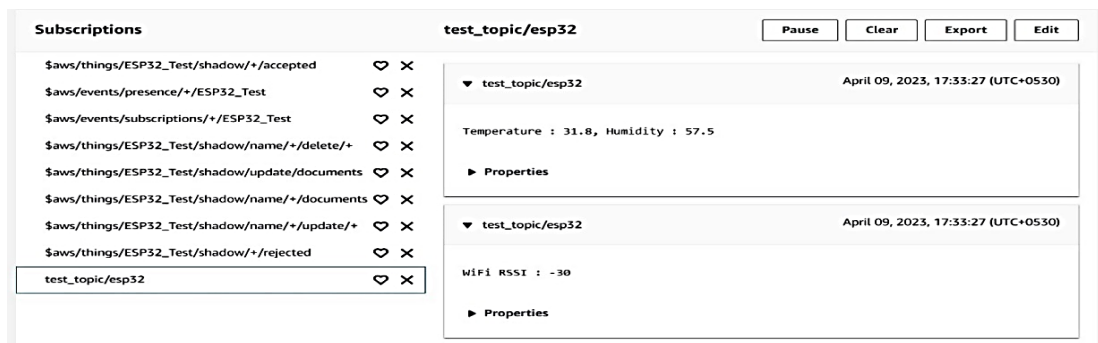 Subscriptions
$aws/things/ESP32_Test/shadow/+/accepted
$aws/events/presence/+/ESP32_Test
$aws/events/subscriptions/+/ESP32_Test
$aws/things/ESP32_Test/shadow/name/+/delete/+
$aws/things/ESP32_Test/shadow/update/documents
$aws/things/ESP32_Test/shadow/name/+/documents
$aws/things/ESP32_Test/shadow/name/+/update/+
$aws/things/ESP32_Test/shadow/+/rejected
test_topic/esp32
test_topic/esp32 Pause Clear Export Edit
test_topic/esp32 April 09, 2023, 17:33:27 (UTC+0530)
Temperature : 31.8, Humidity : 57.5
Properties
test_topic/esp32 April 09, 2023, 17:33:27 (UTC+0530)
WiFi RSSI : -30
Properties